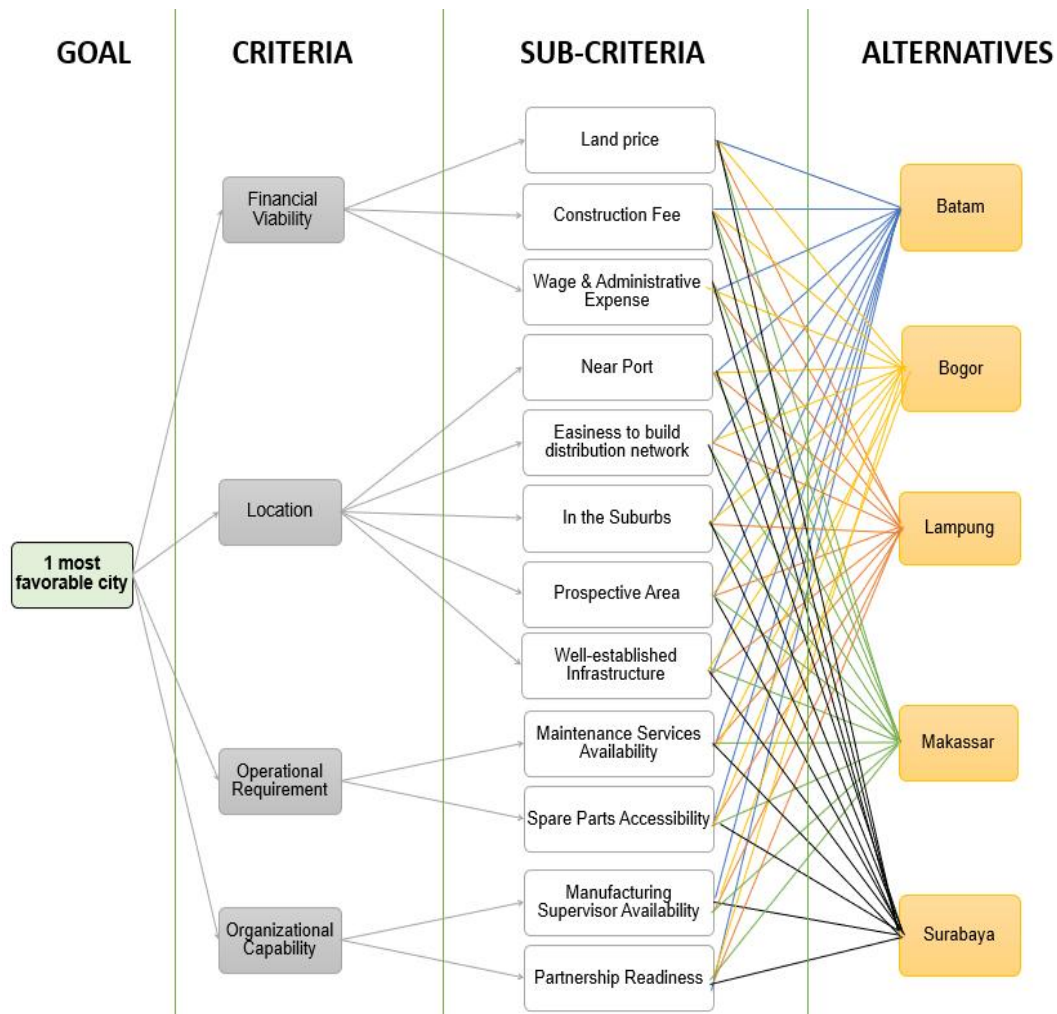 GOAL
CRITERIA
SUB-CRITERIA
ALTERNATIVES
1 most
favorable city
Financial
Viability
Location
Operational
Requirement
Organizational
Capability
Land price
Construction Fee
Wage & Administrative
Expense
Near Port
Easiness to build
distribution network
In the Suburbs
Prospective Area
Well-established
Infrastructure
Maintenance Services
Availability
Spare Parts Accessibility
Manufacturing
Supervisor Availability
Partnership Readiness
Batam
Bogor
Lampung
Makassar
Surabaya